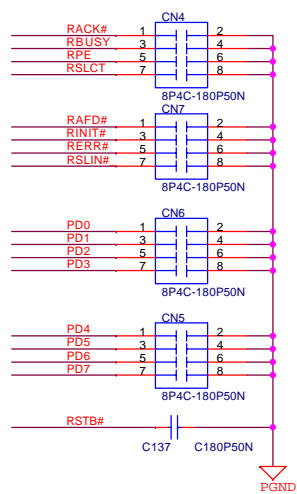 CN4
RACK# 1 2
RBUSY 3 4
RPE 5 6
RSLCT 7 8
8P4C-180P50N
CN7
RAFD# 1 2
RINIT# 3 4
RERR# 5 6
RSLIN# 7 8
8P4C-180P50N
CN6
PD0 1 2
PD1 3 4
PD2 5 6
PD3 7 8
8P4C-180P50N
CN5
PD4 1 2
PD5 3 4
PD6 5 6
PD7 7 8
8P4C-180P50N
RSTB#
C137 C180P50N
PGND